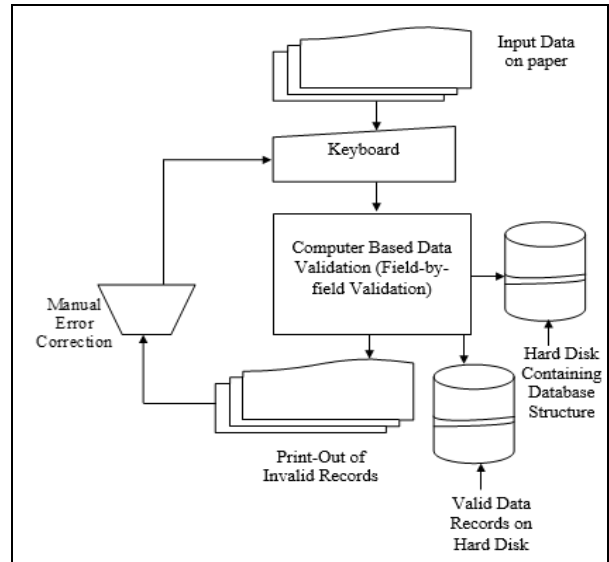 Input Data
on paper
Keyboard
Computer Based Data
Validation (Field-by-
field Validation)
Manual
Error
Correction
Hard Disk
Containing
Database
Structure
Print-Out of
Invalid Records
Valid Data
Records on
Hard Disk